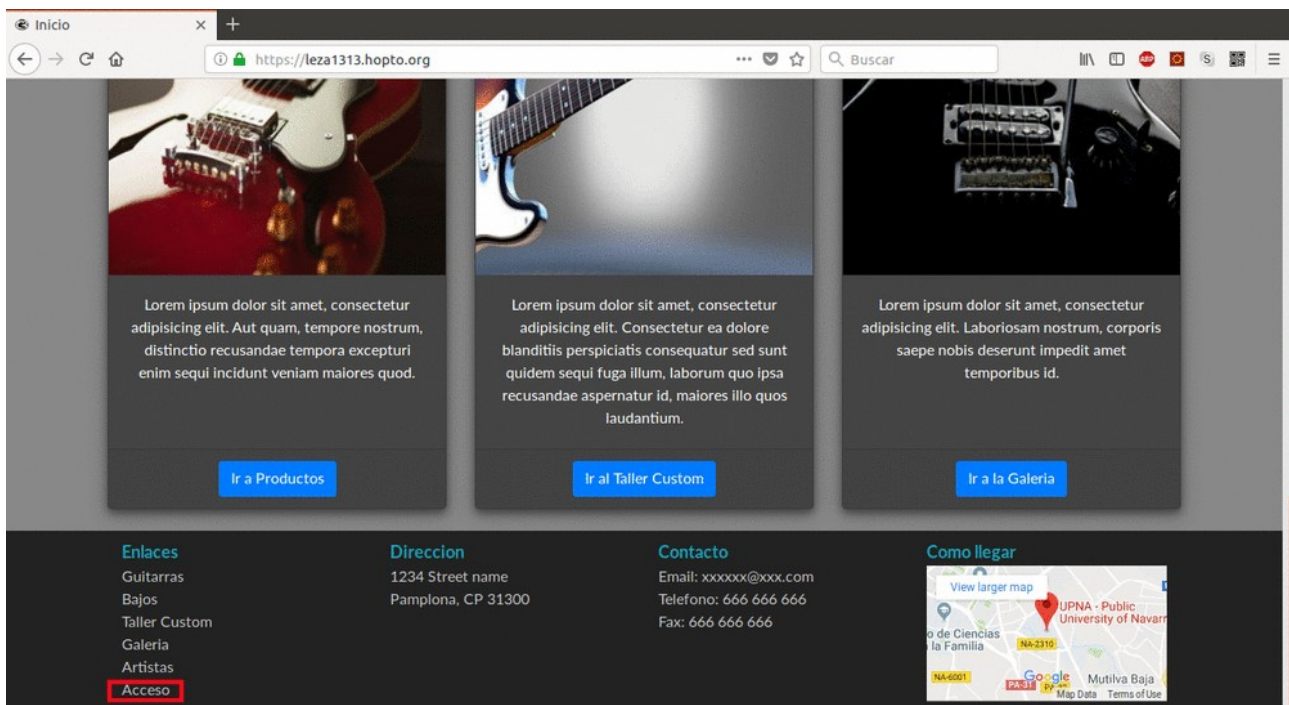 Inicio
https://leza1313.hopto.org
Buscar
ABP
S
Lorem ipsum dolor sit amet, consectetur
adipisicing elit. Aut quam, tempore nostrum,
distinctio recusandae tempora excepturi
enim sequi incidunt veniam maiores quod.
Ir a Productos
Lorem ipsum dolor sit amet, consectetur
adipisicing elit. Consectetur ea dolore
blanditiis perspiciatis consequatur sed sunt
quidem sequi fuga illum, laborum quo ipsa
recusandae aspernatur id, maiores illo quos
laudantium.
Ir al Taller Custom
Lorem ipsum dolor sit amet, consectetur
adipisicing elit. Laboriosam nostrum, corporis
saepe nobis deserunt impedit amet
temporibus id.
Ir a la Galeria
Enlaces
Guitarras
Bajos
Taller Custom
Galeria
Artistas
Acceso
Direccion
1234 Street name
Pamplona, CP 31300
Contacto
Email: xxxxxx@xxx.com
Telefono: 666 666 666
Fax: 666 666 666
Como llegar
View larger map
UPNA - Public
University of Navarr
o de Ciencias
la Familia
NA-2310
NA-6001
PA-31
Google
Mutilva Baja
Map Data Terms of Use